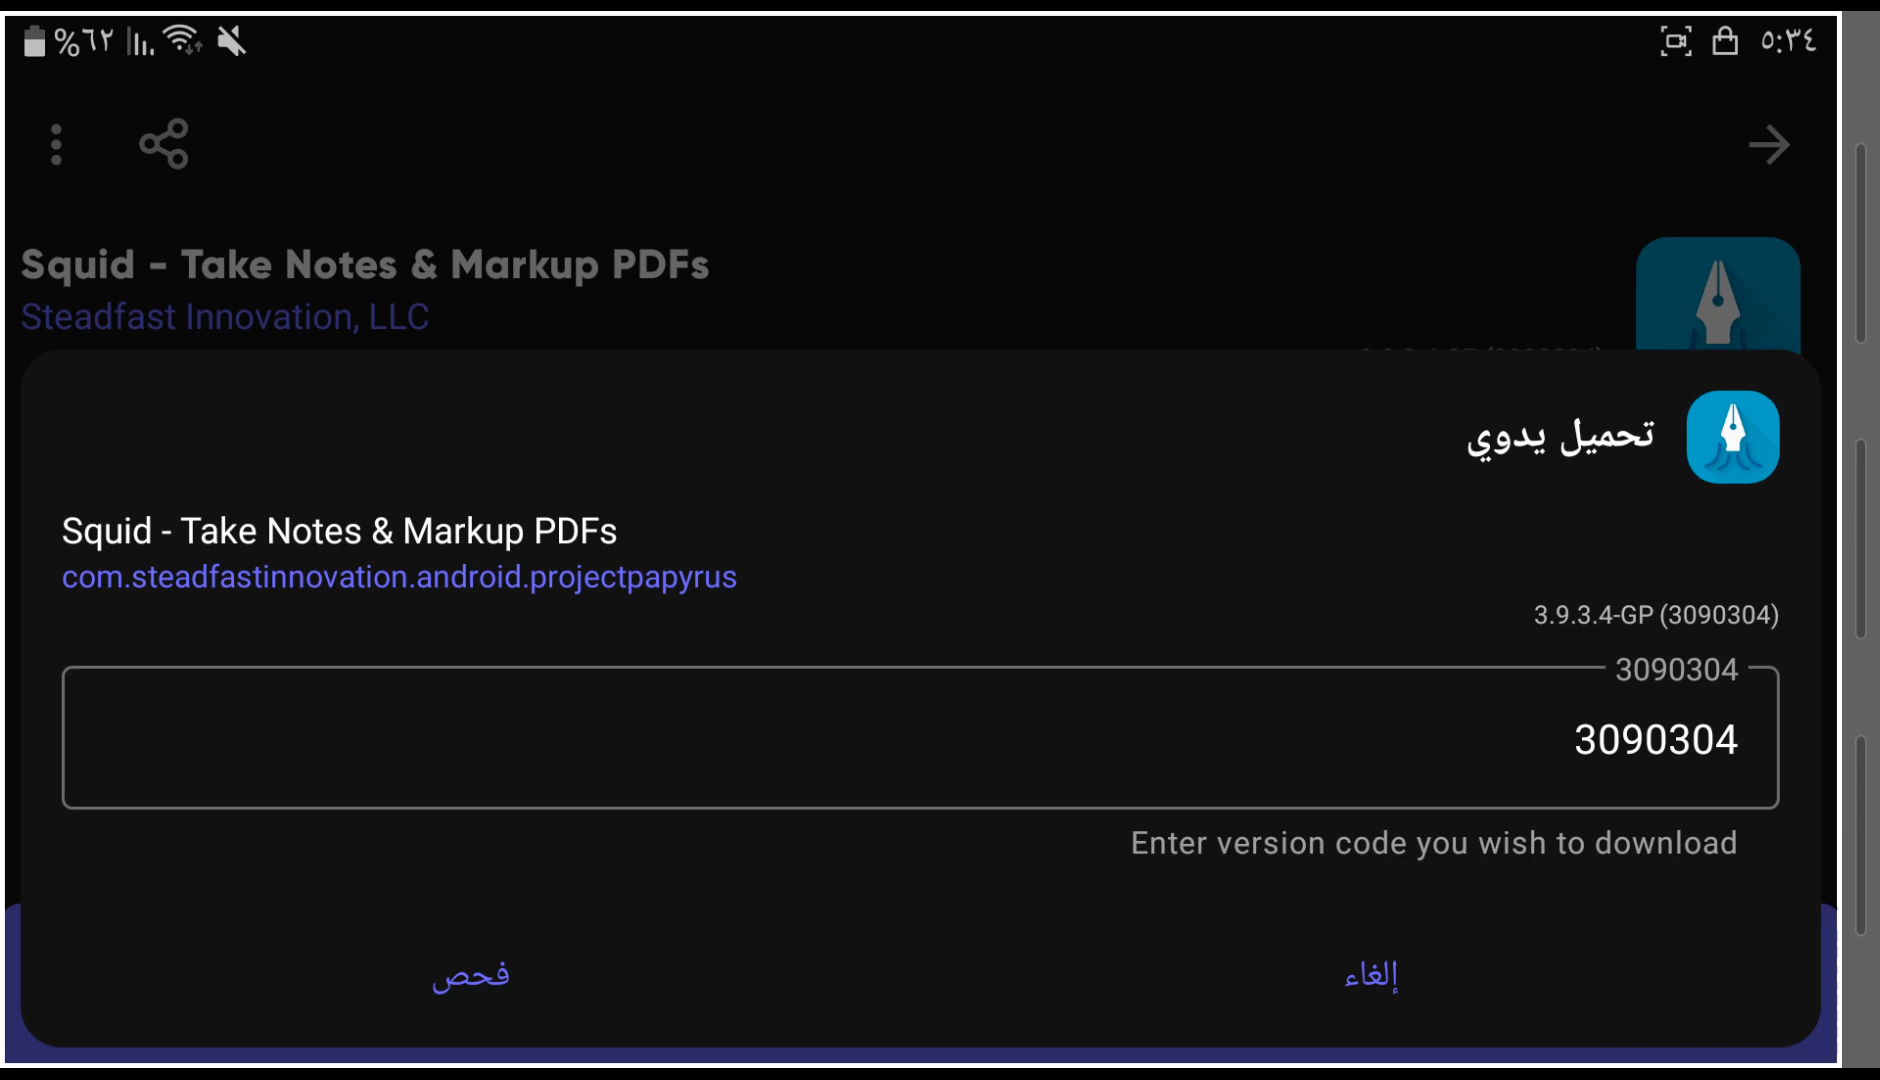 %٦٢
٥:٣٤
Squid - Take Notes & Markup PDFs
Steadfast Innovation, LLC
تحميل يدوي
Squid - Take Notes & Markup PDFs
com.steadfastinnovation.android.projectpapyrus
3.9.3.4-GP (3090304)
3090304
3090304
Enter version code you wish to download
إلغاء
فحص